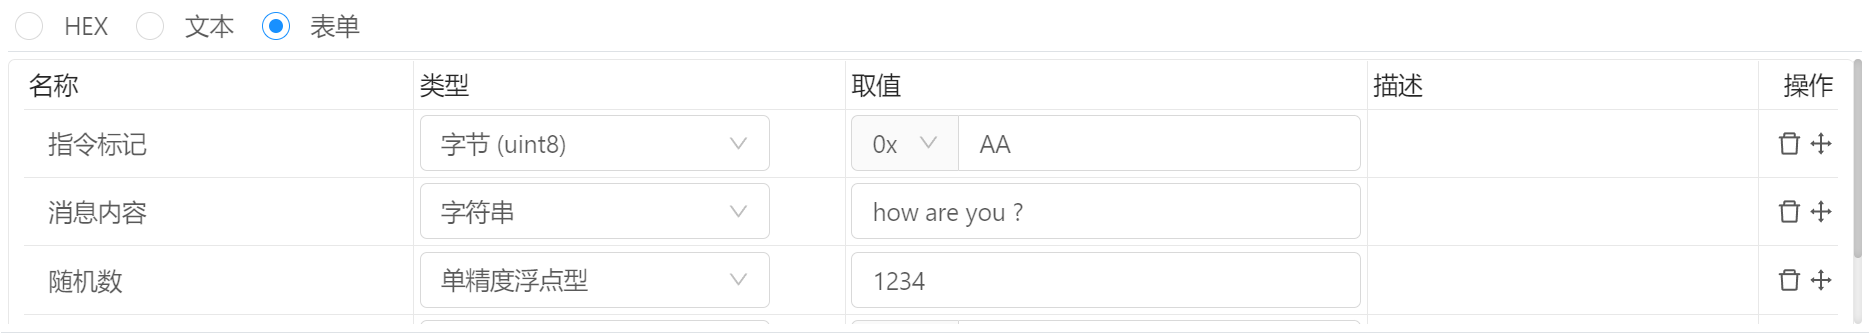 HEX 文本 表单
名称 类型 取值 描述 操作
指令标记 字节 (uint8) 0x AA
消息内容 字符串 how are you ?
随机数 单精度浮点型 1234